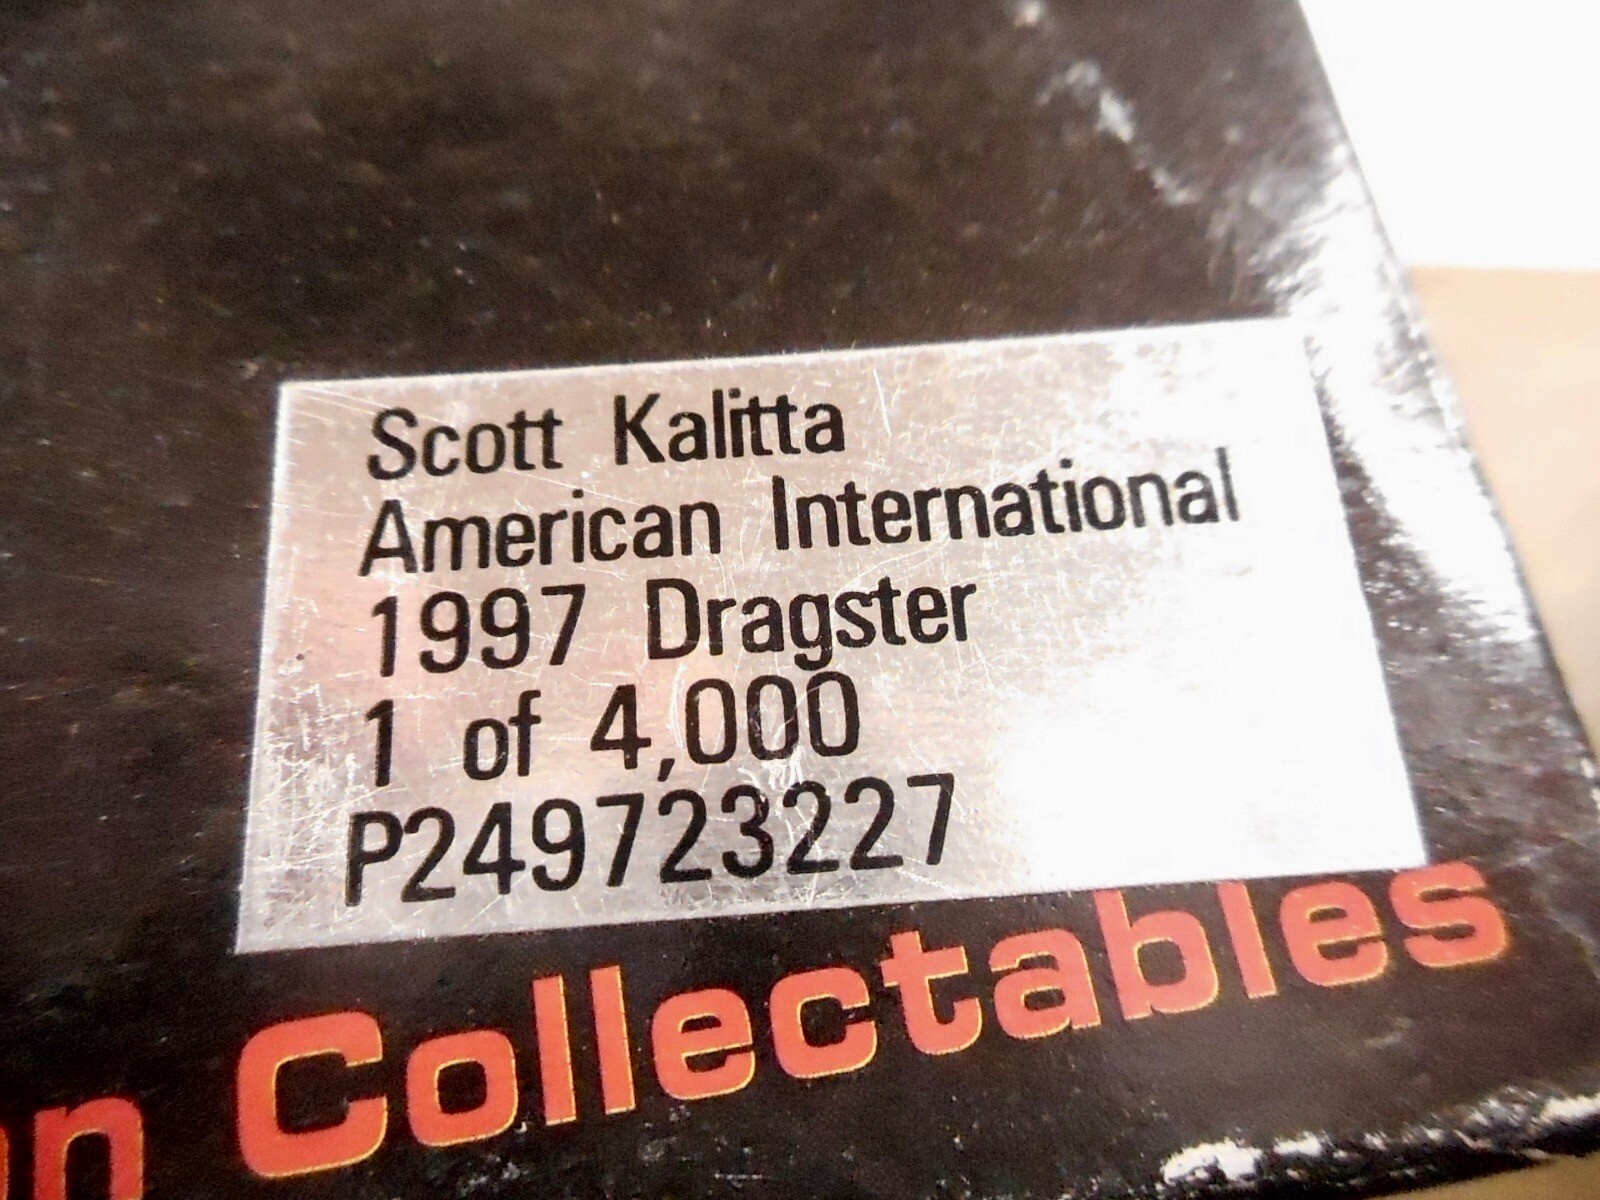 Scott Kalitta
American International
1997 Dragster
1 of 4,000
P249723227
Collectables